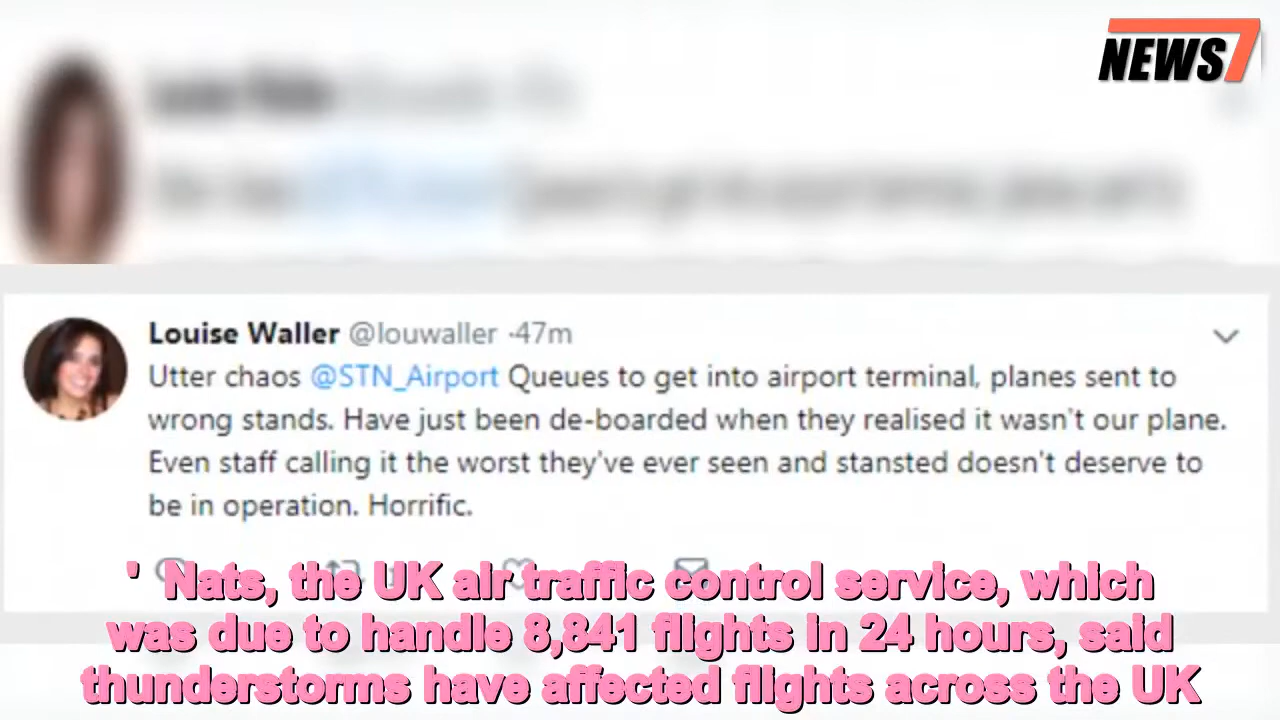 NEWS7
Louise Waller @louwaller ·47m
Utter chaos @STN_Airport Queues to get into airport terminal, planes sent to
wrong stands. Have just been de-boarded when they realised it wasn't our plane.
Even staff calling it the worst they've ever seen and stansted doesn't deserve to
be in operation. Horrific.
' Nats, the UK air traffic control service, which
was due to handle 8,841 flights in 24 hours, said
thunderstorms have affected flights across the UK